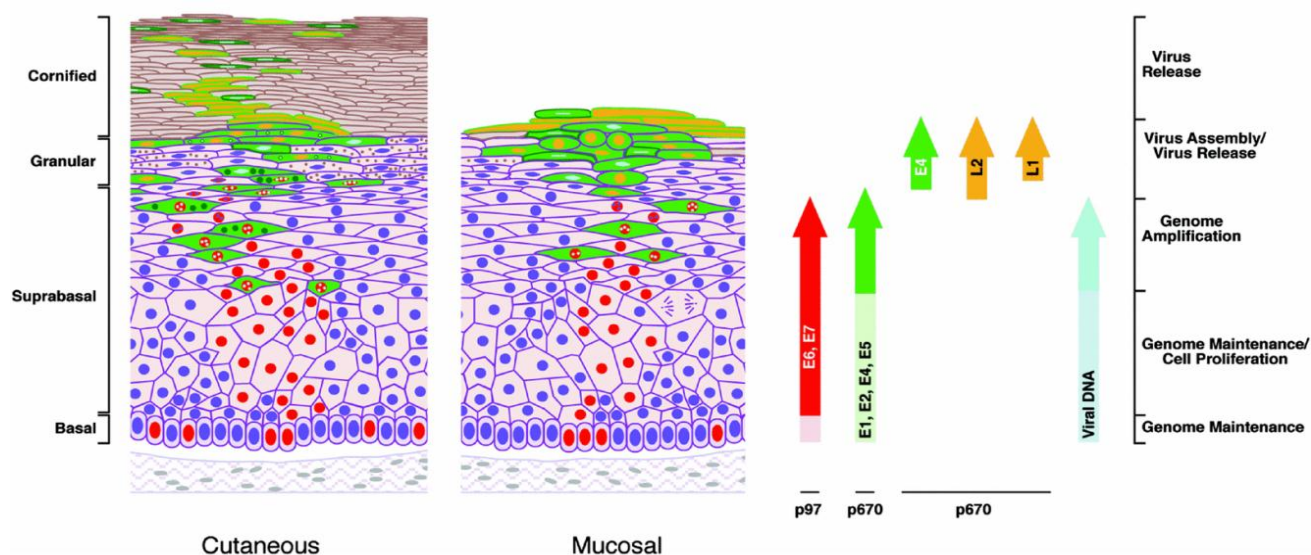 Cornified
Granular
Suprabasal
Basal
Cutaneous
Mucosal
E6, E7
E1, E2, E4, E5
E4
L2
L1
Viral DNA
p97
p670
p670
Virus
Release
Virus Assembly/
Virus Release
Genome
Amplification
Genome Maintenance/
Cell Proliferation
Genome Maintenance